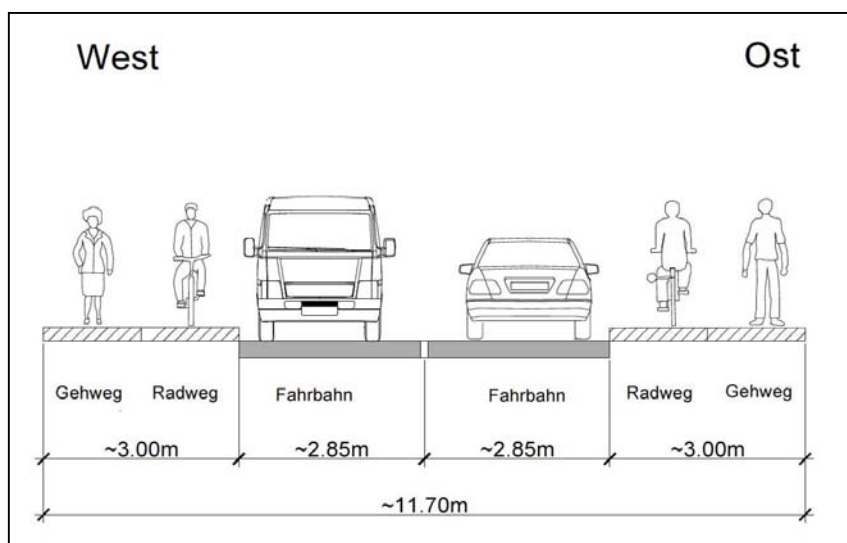 West Ost
Gehweg Radweg Fahrbahn Fahrbahn Radweg Gehweg
~3.00m ~2.85m ~2.85m ~3.00m
~11.70m